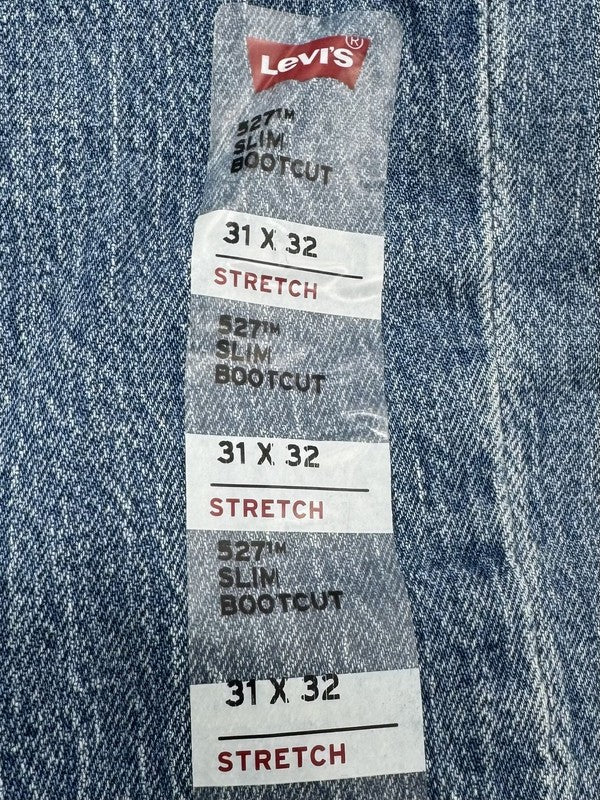 Levi's®
527™
SLIM
BOOTCUT
31 X 32
STRETCH
527™
SLIM
BOOTCUT
31 X 32
STRETCH
527™
SLIM
BOOTCUT
31 X 32
STRETCH